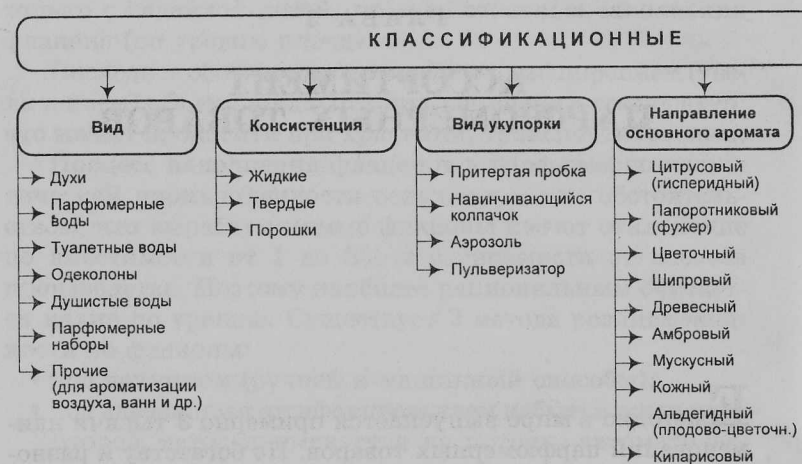 КЛАССИФИКАЦИОННЫЕ
Вид
Духи
Парфюмерные
воды
Туалетные воды
Одеколоны
Душистые воды
Парфюмерные
наборы
Прочие
(для ароматизации
воздуха, ванн и др.)
Консистенция
Жидкие
Твердые
Порошки
Вид укупорки
Притертая пробка
Навинчивающийся
колпачок
Аэрозоль
Пульверизатор
Направление
основного аромата
Цитрусовый
(гисперидный)
Папоротниковый
(фужер)
Цветочный
Шипровый
Древесный
Амбровый
Мускусный
Кожный
Альдегидный
(плодово-цветочн.)
Кипарисовый